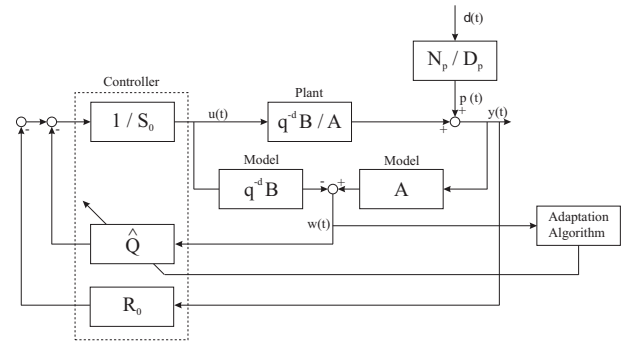 d(t)
N_p / D_p
Controller
Plant
p (t)
+
1 / S_0
u(t)
q^-d B / A
+
y(t)
-
-
Model
Model
q^-d B
-
+
A
w(t)
Q̂
Adaptation
Algorithm
R_0